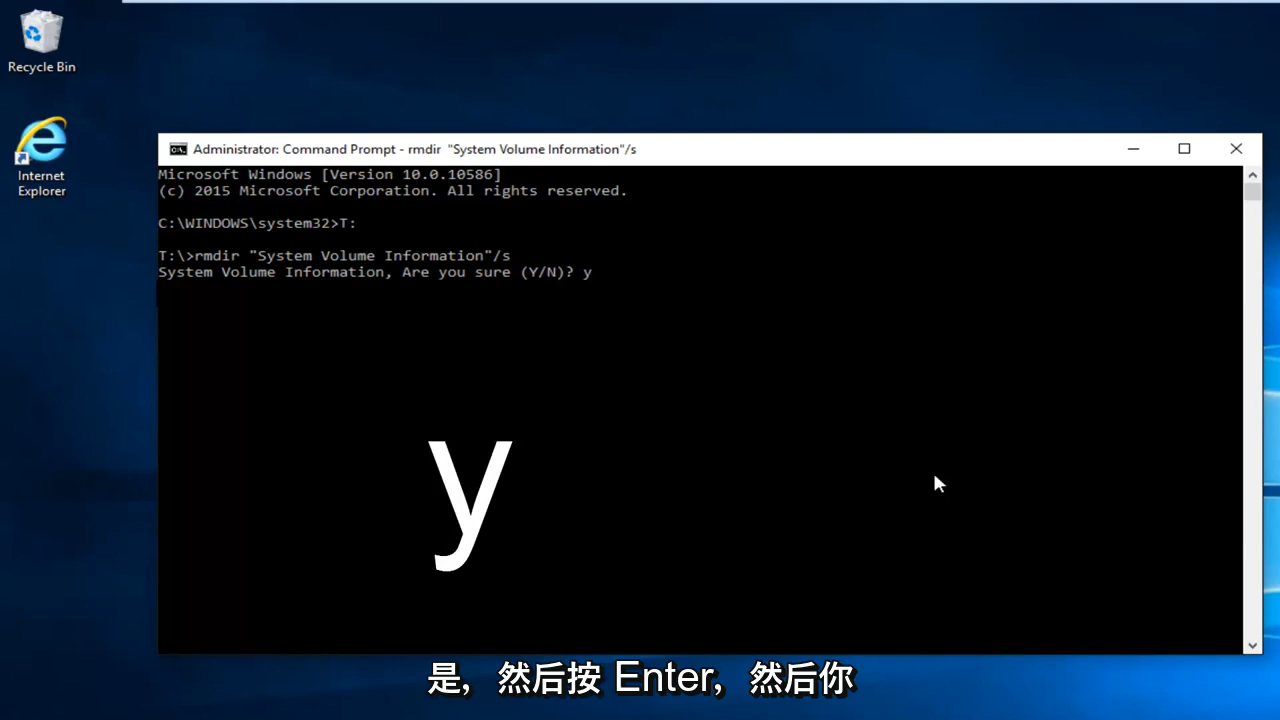 Recycle Bin
Internet
Explorer
Administrator: Command Prompt - rmdir "System Volume Information"/s
Microsoft Windows [Version 10.0.10586]
(c) 2015 Microsoft Corporation. All rights reserved.
C:\WINDOWS\system32>T:
T:\>rmdir "System Volume Information"/s
System Volume Information, Are you sure (Y/N)? y
y
是，然后按 Enter，然后你